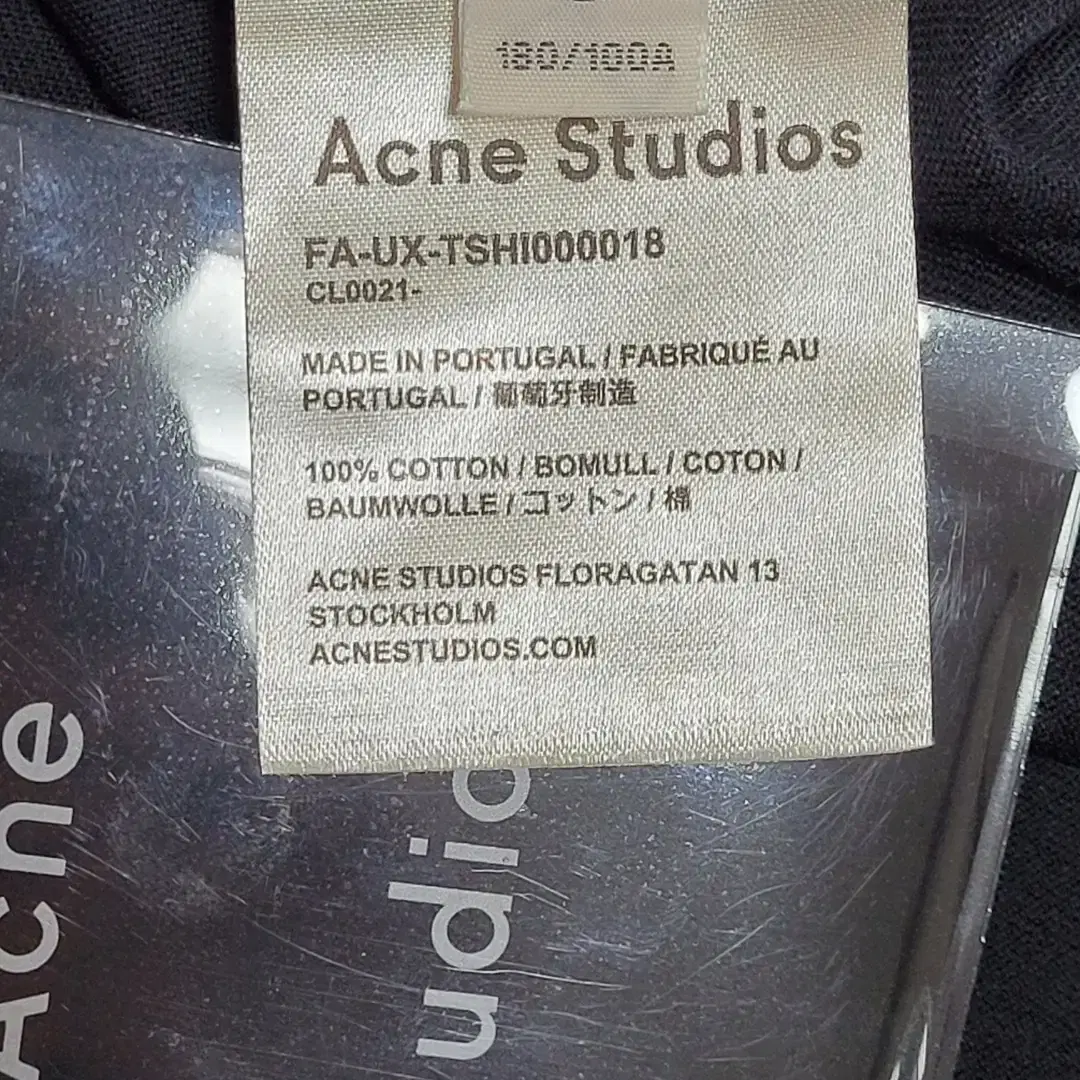 180/100A
Acne Studios
FA-UX-TSHI000018
CL0021-
MADE IN PORTUGAL / FABRIQUÉ AU
PORTUGAL / 葡萄牙制造
100% COTTON / BOMULL / COTON /
BAUMWOLLE / コットン / 棉
ACNE STUDIOS FLORAGATAN 13
STOCKHOLM
ACNESTUDIOS.COM
Acne
udio